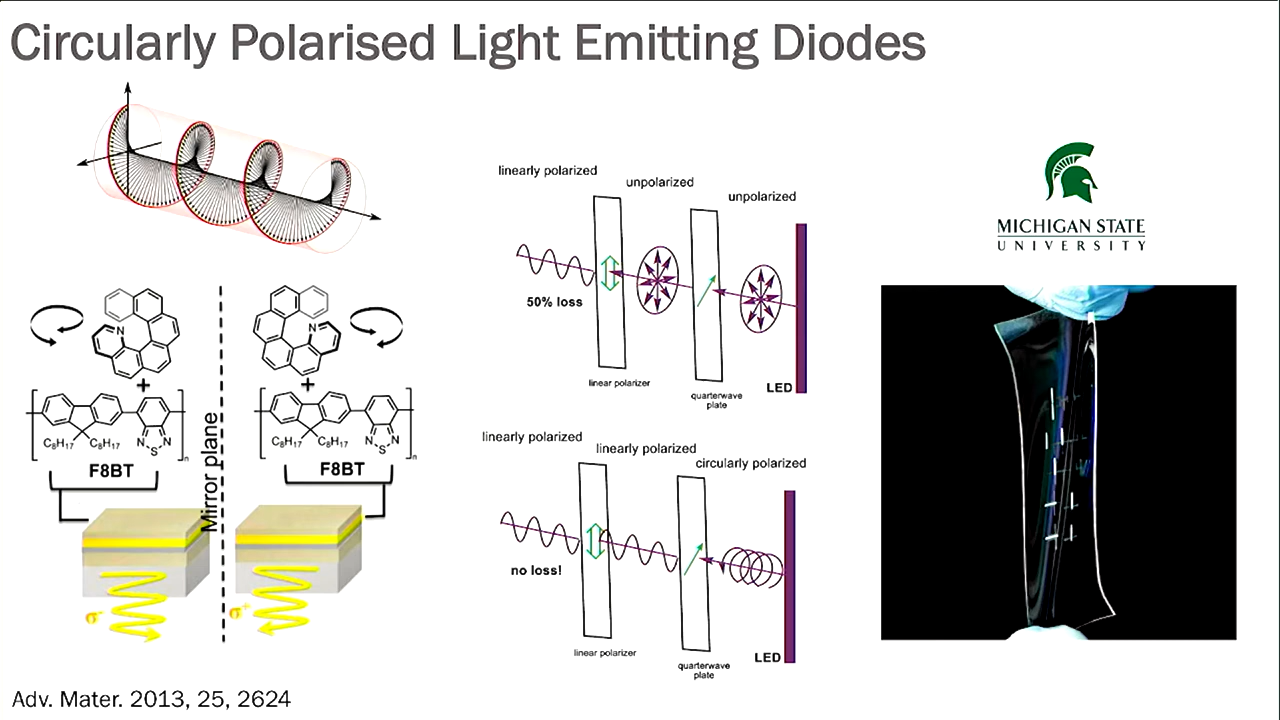 Circularly Polarised Light Emitting Diodes
linearly polarized
unpolarized
unpolarized
50% loss
linear polarizer
quarterwave
plate
LED
linearly polarized
linearly polarized
circularly polarized
no loss!
linear polarizer
quarterwave
plate
LED
MICHIGAN STATE
UNIVERSITY
N
+
C8H17 C8H17
N N
S
n
F8BT
σ+
Mirror plane
N
+
C8H17 C8H17
N N
S
n
F8BT
Adv. Mater. 2013, 25, 2624